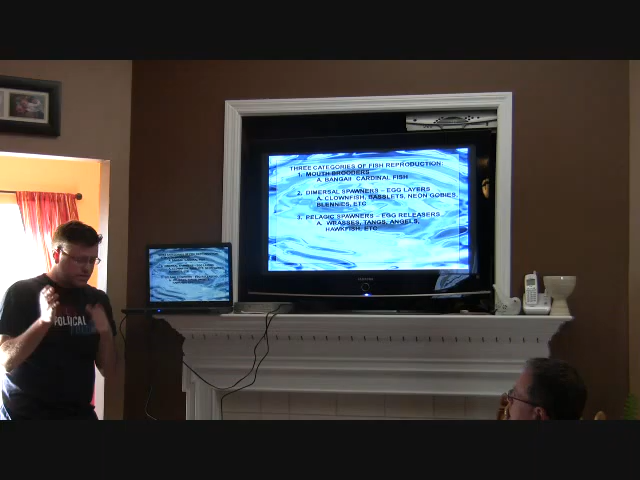 THREE CATEGORIES OF FISH REPRODUCTION:
1. MOUTH BROODERS
A. BANGAII CARDINAL FISH
2. DIMERSAL SPAWNERS – EGG LAYERS
A. CLOWNFISH, BASSLETS, NEON GOBIES,
BLENNIES, ETC
3. PELAGIC SPAWNERS – EGG RELEASERS
A. WRASSES, TANGS, ANGELS,
HAWKFISH, ETC
POLITICAL